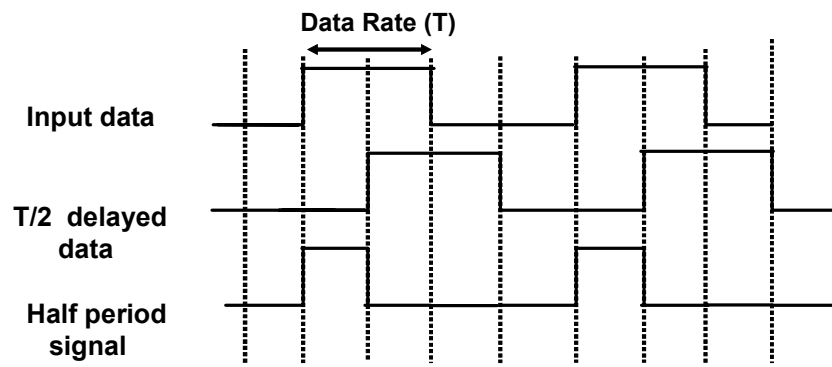 Data Rate (T)
Input data
T/2 delayed
data
Half period
signal